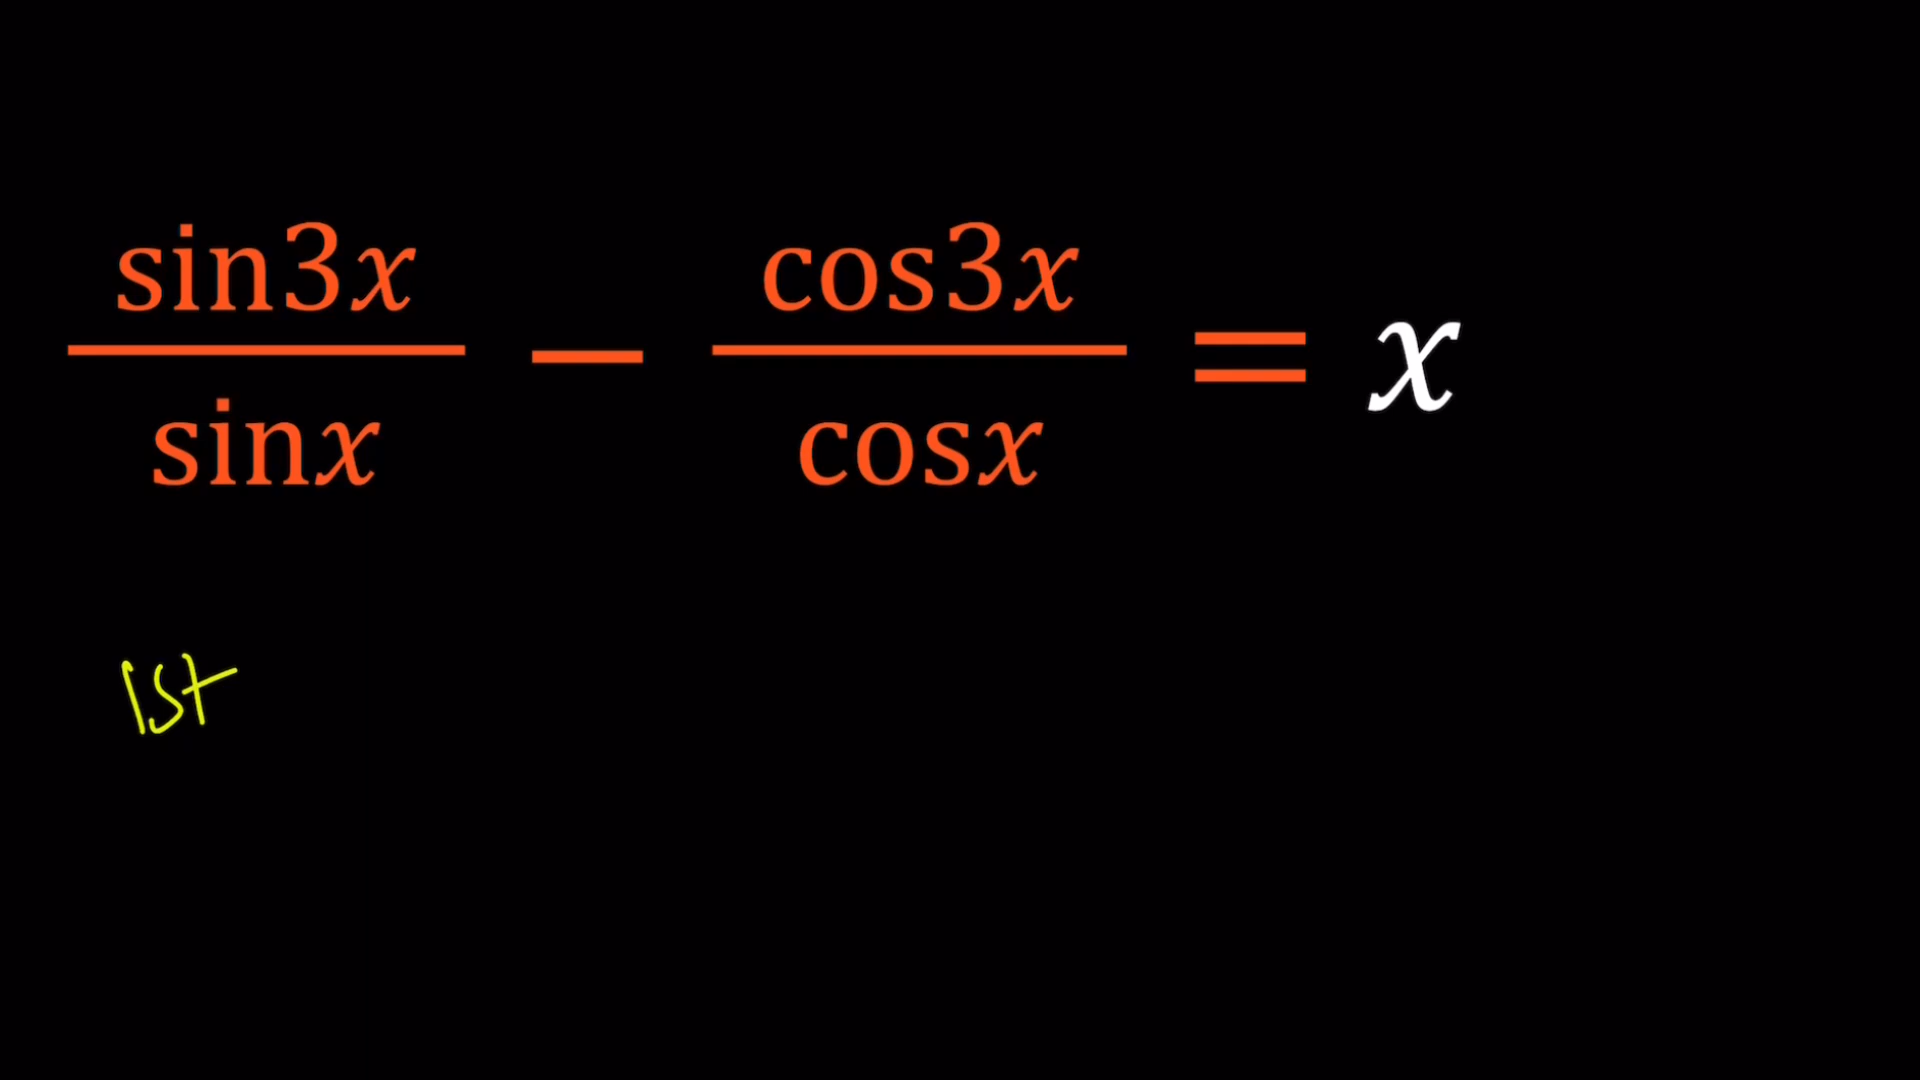 sin3x/sinx − cos3x/cosx = x
1st